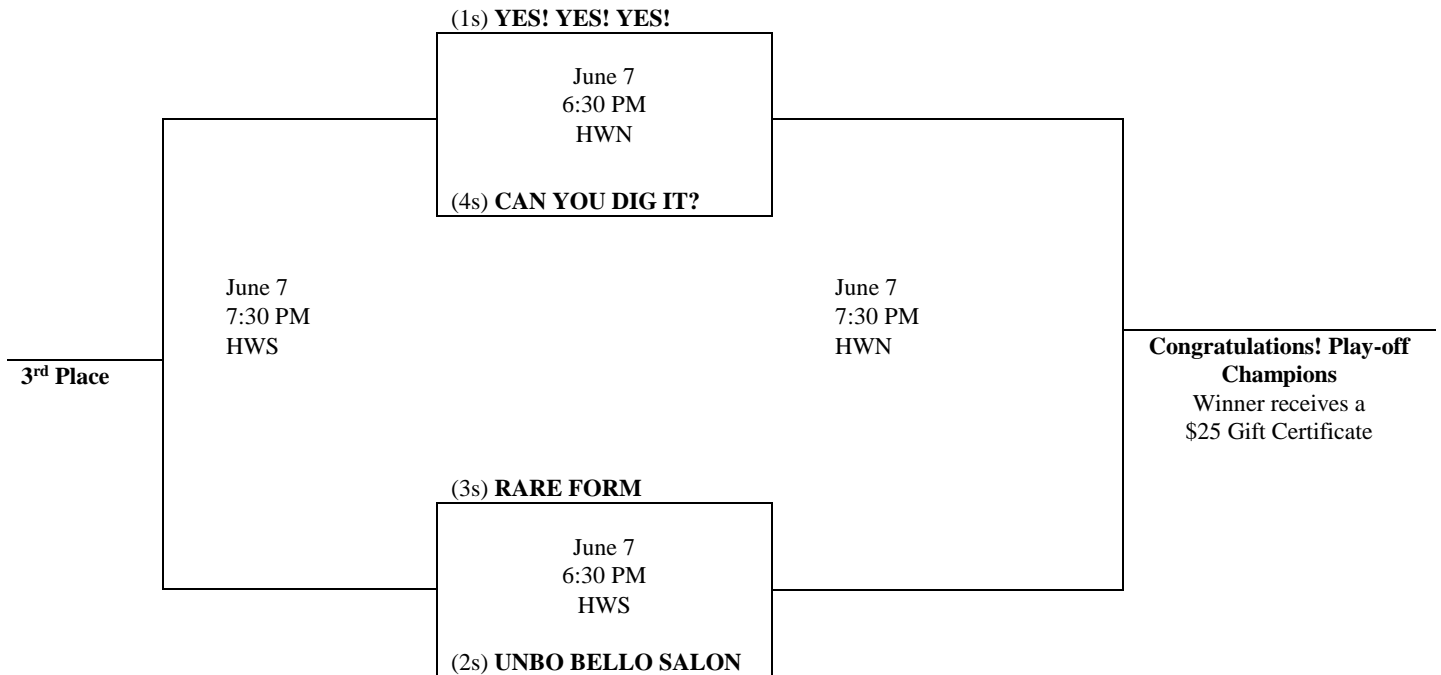 (1s) YES! YES! YES!
June 7
6:30 PM
HWN
(4s) CAN YOU DIG IT?
June 7
7:30 PM
HWS
June 7
7:30 PM
HWN
3rd Place
Congratulations! Play-off
Champions
Winner receives a
$25 Gift Certificate
(3s) RARE FORM
June 7
6:30 PM
HWS
(2s) UNBO BELLO SALON